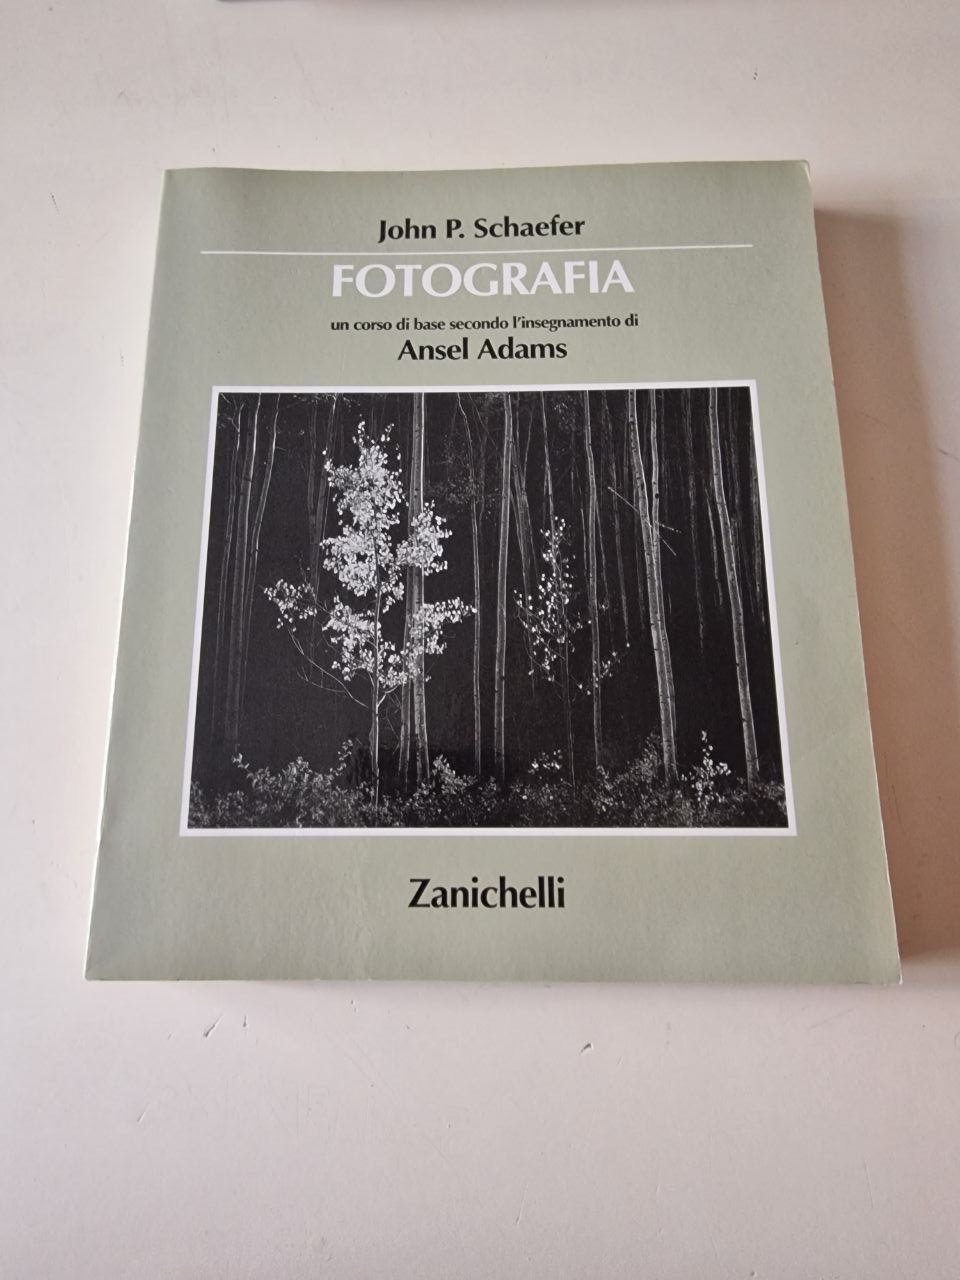 John P. Schaefer
FOTOGRAFIA
un corso di base secondo l'insegnamento di
Ansel Adams
Zanichelli